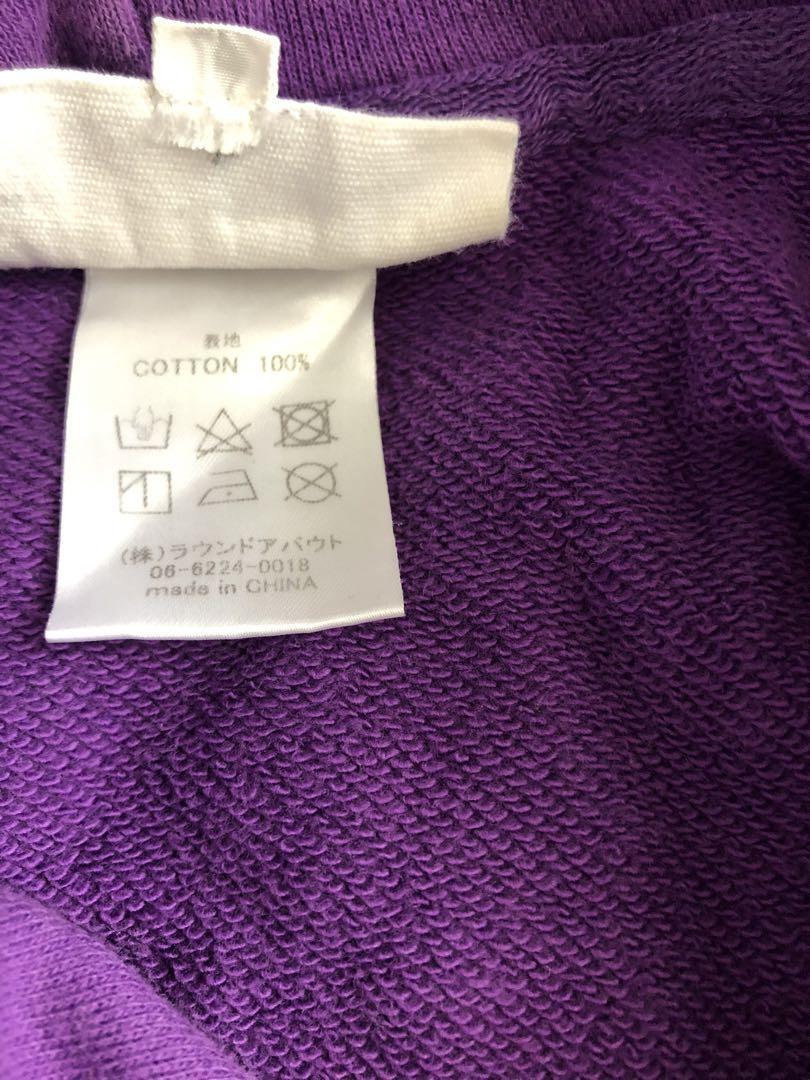 表地
COTTON 100%
(株)ラウンドアバウト
06-6224-0018
made in CHINA